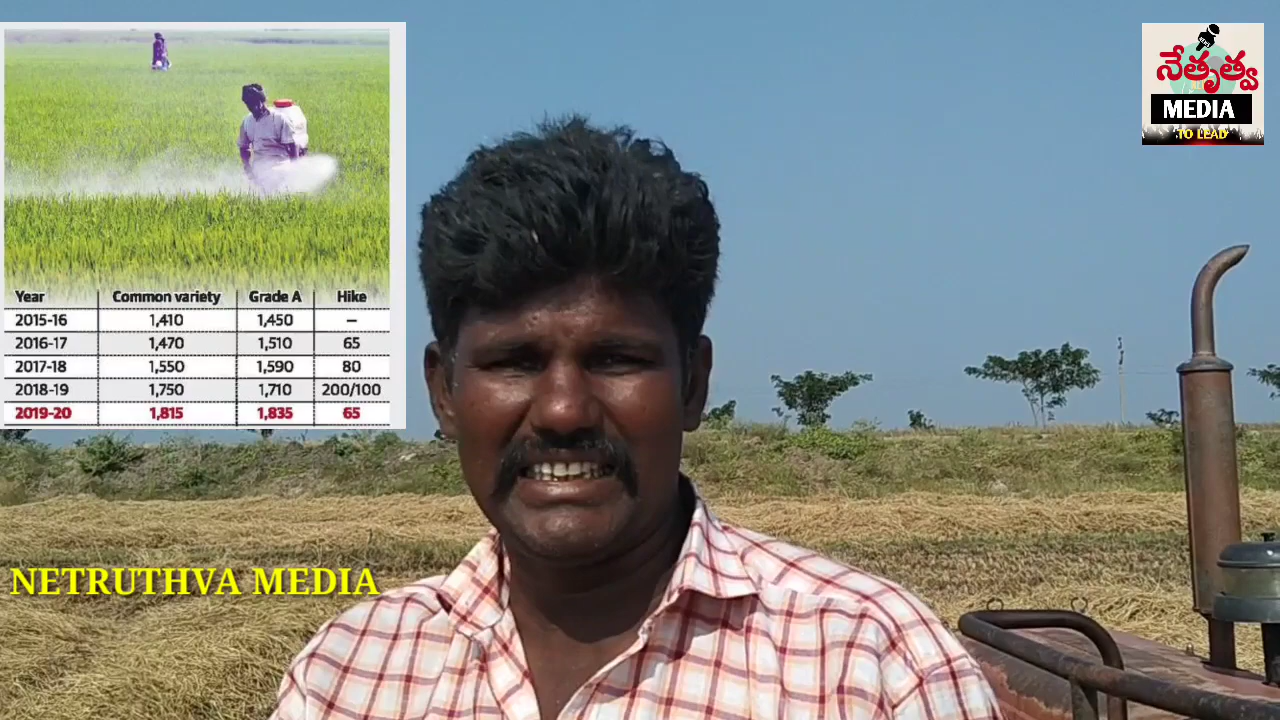 Year Common variety Grade A Hike
2015-16 1,410 1,450 –
2016-17 1,470 1,510 65
2017-18 1,550 1,590 80
2018-19 1,750 1,710 200/100
2019-20 1,815 1,835 65
నేతృత్వ
MEDIA
TO LEAD
NETRUTHVA MEDIA